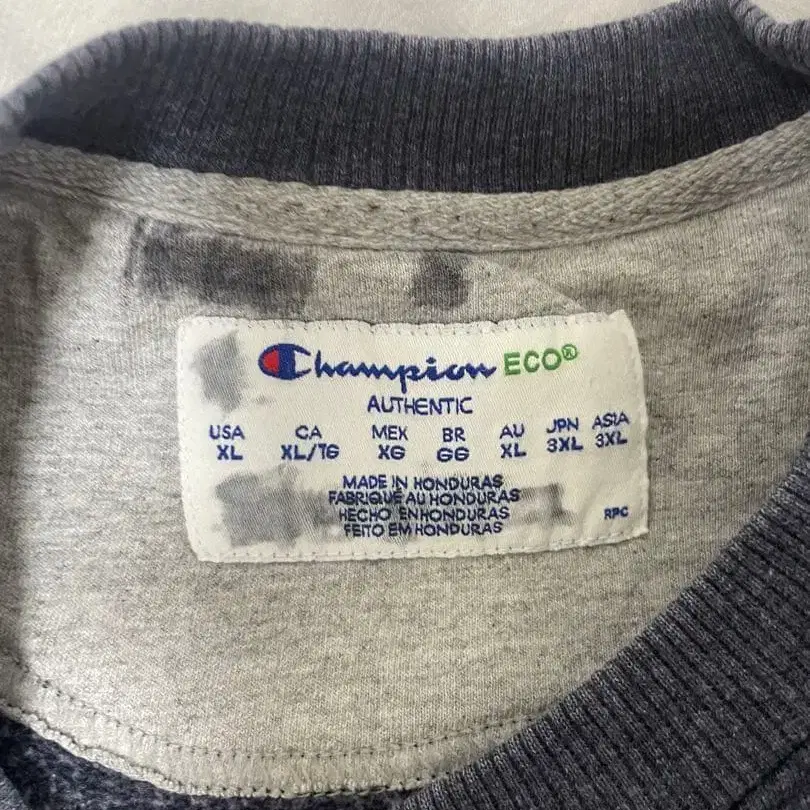 Champion ECO®
AUTHENTIC
USA CA MEX BR AU JPN ASIA
XL XL/TG XG GG XL 3XL 3XL
MADE IN HONDURAS
FABRIQUÉ AU HONDURAS
HECHO EN HONDURAS
FEITO EM HONDURAS
RPC